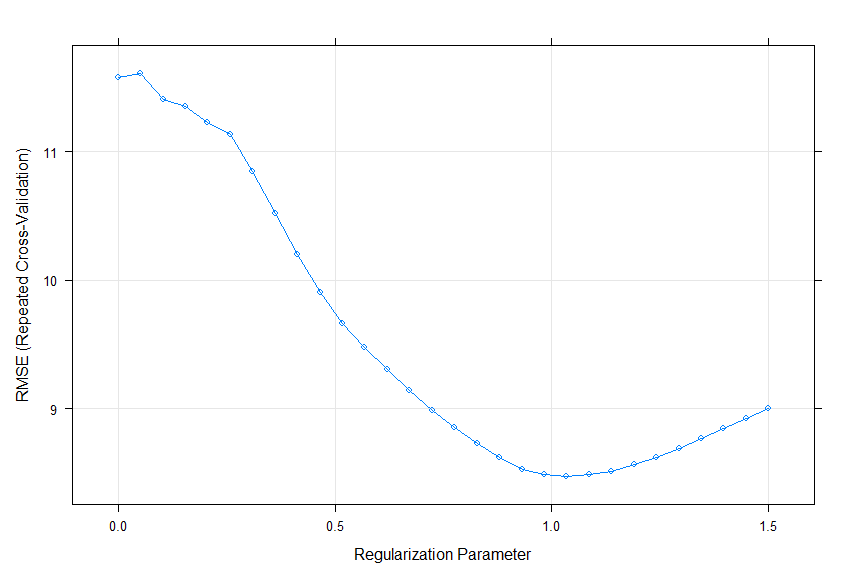 RMSE (Repeated Cross-Validation)
11
10
9
0.0 0.5 1.0 1.5
Regularization Parameter